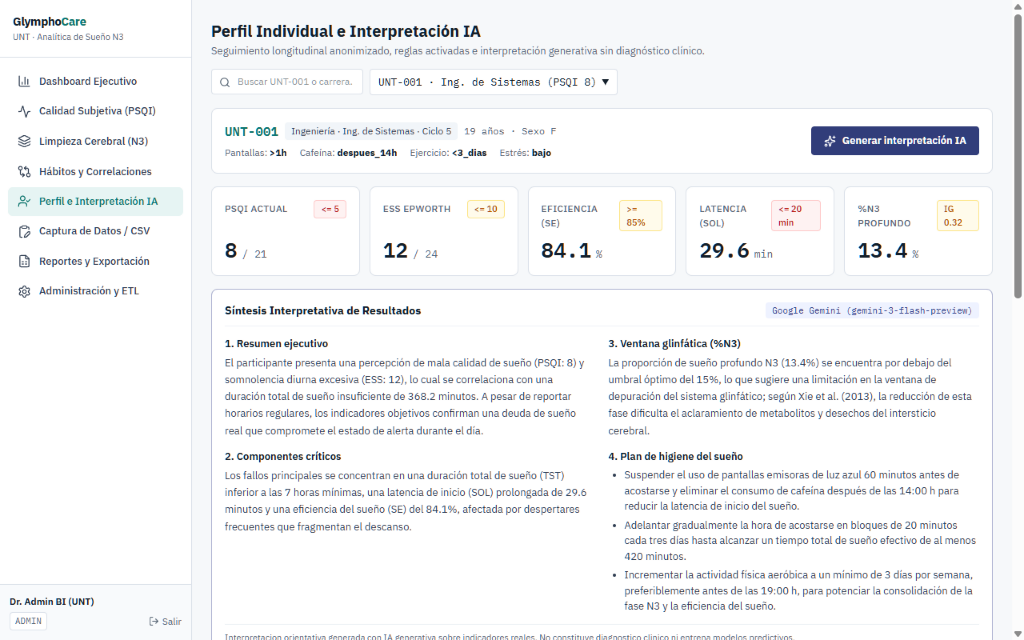 GlymphoCare
UNT · Analítica de Sueño N3
Dashboard Ejecutivo
Calidad Subjetiva (PSQI)
Limpieza Cerebral (N3)
Hábitos y Correlaciones
Perfil e Interpretación IA
Captura de Datos / CSV
Reportes y Exportación
Administración y ETL
Dr. Admin BI (UNT)
ADMIN
Salir
Perfil Individual e Interpretación IA
Seguimiento longitudinal anonimizado, reglas activadas e interpretación generativa sin diagnóstico clínico.
Buscar UNT-001 o carrera.
UNT-001 · Ing. de Sistemas (PSQI 8) ▼
UNT-001 Ingeniería · Ing. de Sistemas · Ciclo 5 19 años · Sexo F
Pantallas: >1h Cafeína: despues_14h Ejercicio: <3_dias Estrés: bajo
Generar interpretación IA
PSQI ACTUAL
<= 5
8 / 21
ESS EPWORTH
<= 10
12 / 24
EFICIENCIA
(SE)
>=
85%
84.1 %
LATENCIA
(SOL)
<= 20
min
29.6 min
%N3
PROFUNDO
IG
0.32
13.4 %
Síntesis Interpretativa de Resultados
Google Gemini (gemini-3-flash-preview)
1. Resumen ejecutivo
El participante presenta una percepción de mala calidad de sueño (PSQI: 8) y
somnolencia diurna excesiva (ESS: 12), lo cual se correlaciona con una
duración total de sueño insuficiente de 368.2 minutos. A pesar de reportar
horarios regulares, los indicadores objetivos confirman una deuda de sueño
real que compromete el estado de alerta durante el día.
2. Componentes críticos
Los fallos principales se concentran en una duración total de sueño (TST)
inferior a las 7 horas mínimas, una latencia de inicio (SOL) prolongada de 29.6
minutos y una eficiencia del sueño (SE) del 84.1%, afectada por despertares
frecuentes que fragmentan el descanso.
3. Ventana glinfática (%N3)
La proporción de sueño profundo N3 (13.4%) se encuentra por debajo del
umbral óptimo del 15%, lo que sugiere una limitación en la ventana de
depuración del sistema glinfático; según Xie et al. (2013), la reducción de esta
fase dificulta el aclaramiento de metabolitos y desechos del intersticio
cerebral.
4. Plan de higiene del sueño
• Suspender el uso de pantallas emisoras de luz azul 60 minutos antes de
acostarse y eliminar el consumo de cafeína después de las 14:00 h para
reducir la latencia de inicio del sueño.
• Adelantar gradualmente la hora de acostarse en bloques de 20 minutos
cada tres días hasta alcanzar un tiempo total de sueño efectivo de al menos
420 minutos.
• Incrementar la actividad física aeróbica a un mínimo de 3 días por semana,
preferiblemente antes de las 19:00 h, para potenciar la consolidación de la
fase N3 y la eficiencia del sueño.
Interpretacion orientativa generada con IA generativa sobre indicadores reales. No constituye diagnostico clinico ni entrena modelos predictivos.